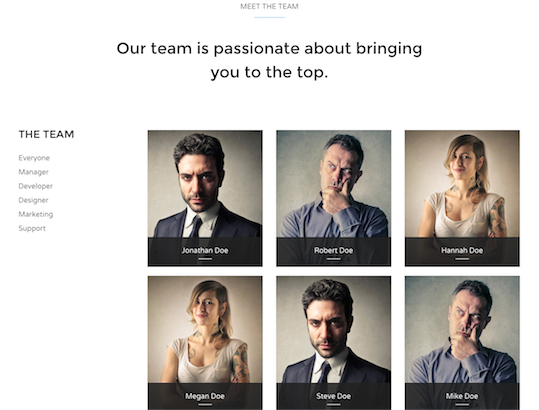 MEET THE TEAM
Our team is passionate about bringing
you to the top.
THE TEAM
Everyone
Manager
Developer
Designer
Marketing
Support
Jonathan Doe
Robert Doe
Hannah Doe
Megan Doe
Steve Doe
Mike Doe